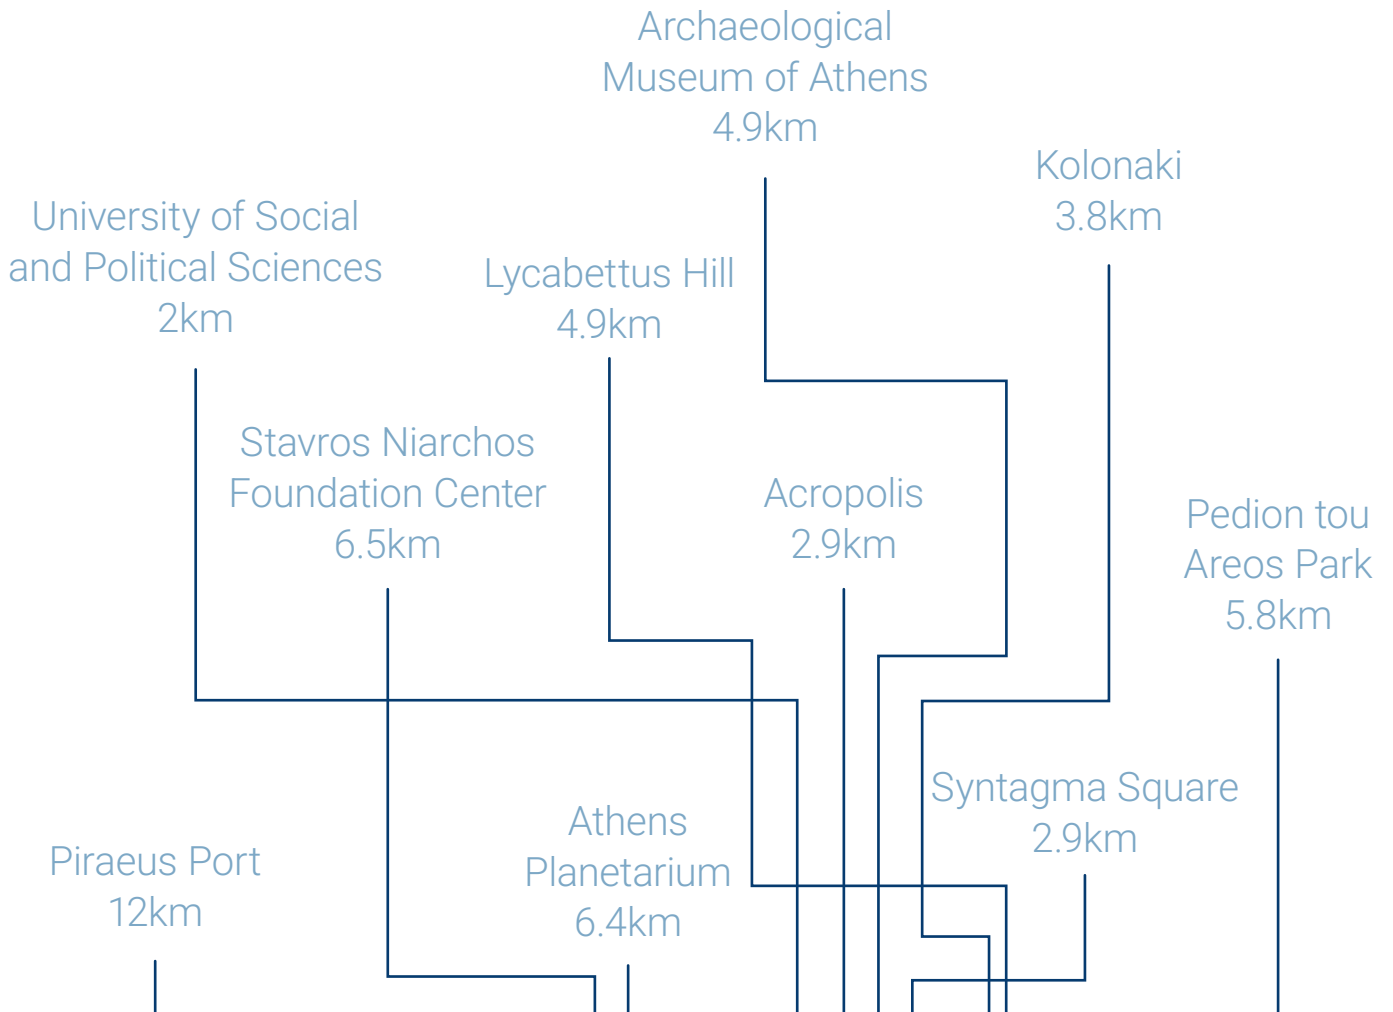 Archaeological
Museum of Athens
4.9km
Kolonaki
3.8km
University of Social
and Political Sciences
2km
Lycabettus Hill
4.9km
Stavros Niarchos
Foundation Center
6.5km
Acropolis
2.9km
Pedion tou
Areos Park
5.8km
Syntagma Square
2.9km
Athens
Planetarium
6.4km
Piraeus Port
12km